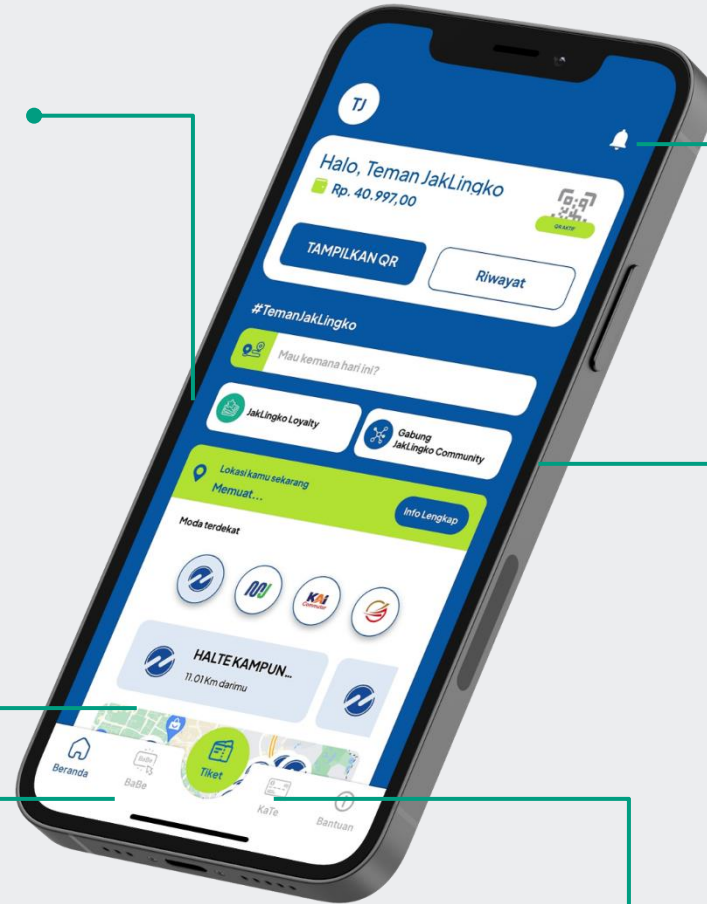 TJ
Halo, Teman JakLingko
Rp. 40.997,00
QR AKTIF
TAMPILKAN QR
Riwayat
#TemanJakLingko
Mau kemana hari ini?
JakLingko Loyalty
Gabung
JakLingko Community
Lokasi kamu sekarang
Memuat...
Info Lengkap
Moda terdekat
KAI
Commuter
HALTE KAMPUN...
11.01 Km darimu
Beranda
BaBe
BaBe
Tiket
KaTe
Bantuan